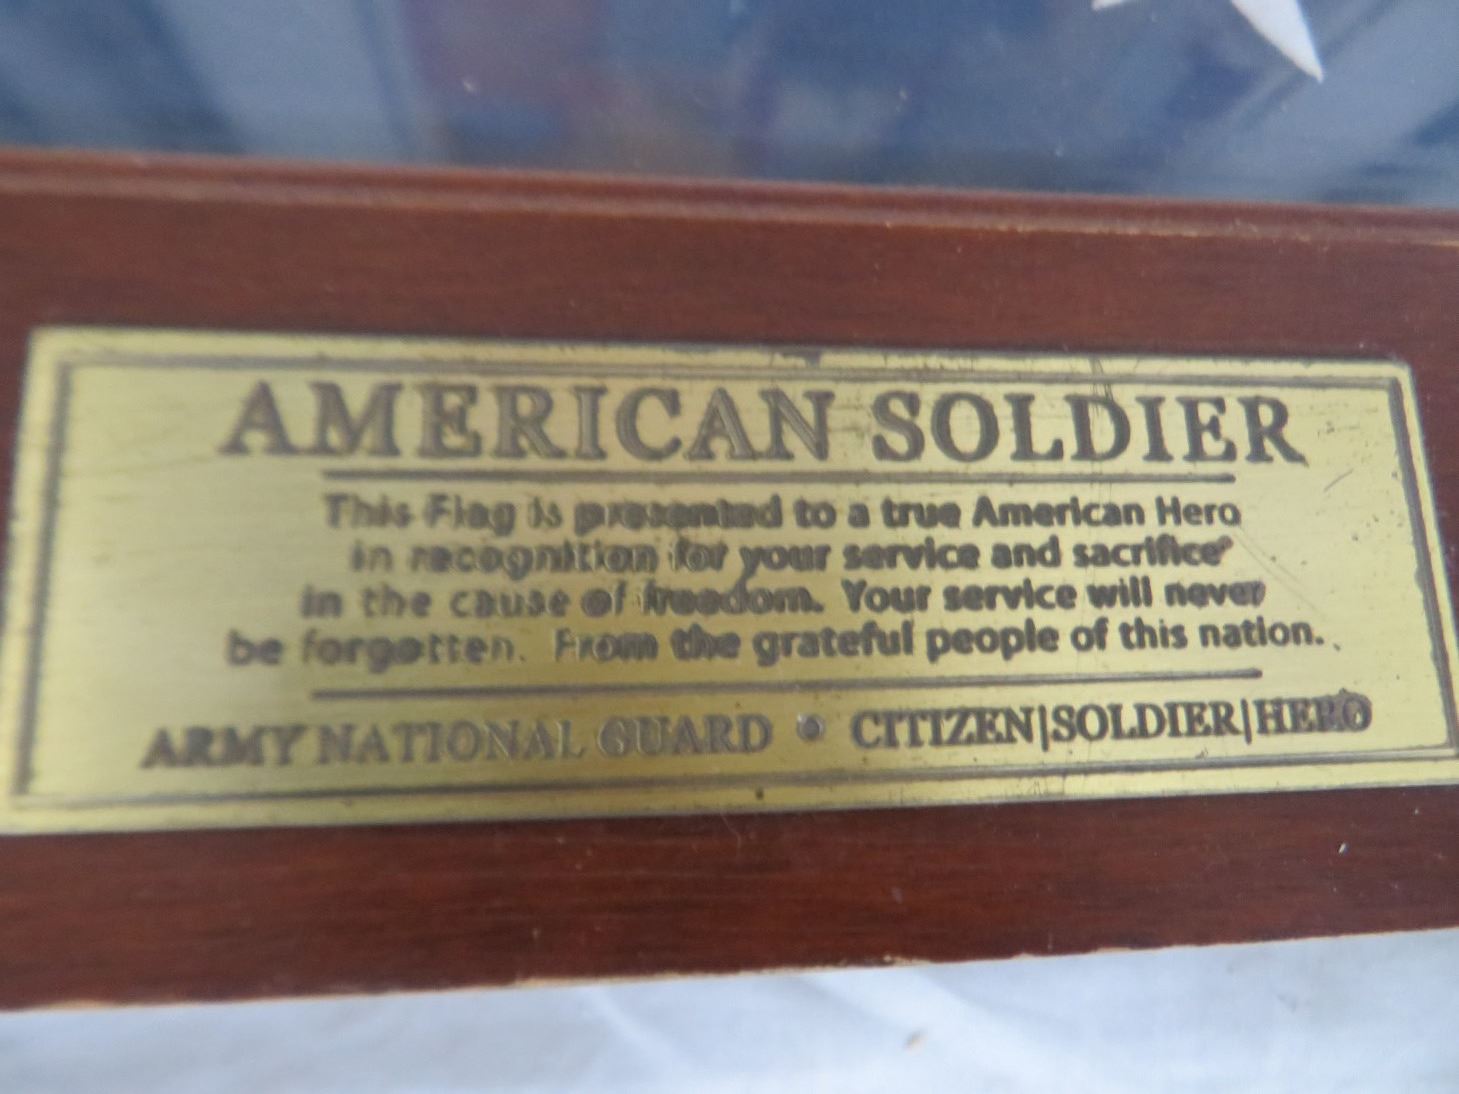 AMERICAN SOLDIER
This Flag is presented to a true American Hero
in recognition for your service and sacrifice
in the cause of freedom. Your service will never
be forgotten. From the grateful people of this nation.
ARMY NATIONAL GUARD • CITIZEN|SOLDIER|HERO